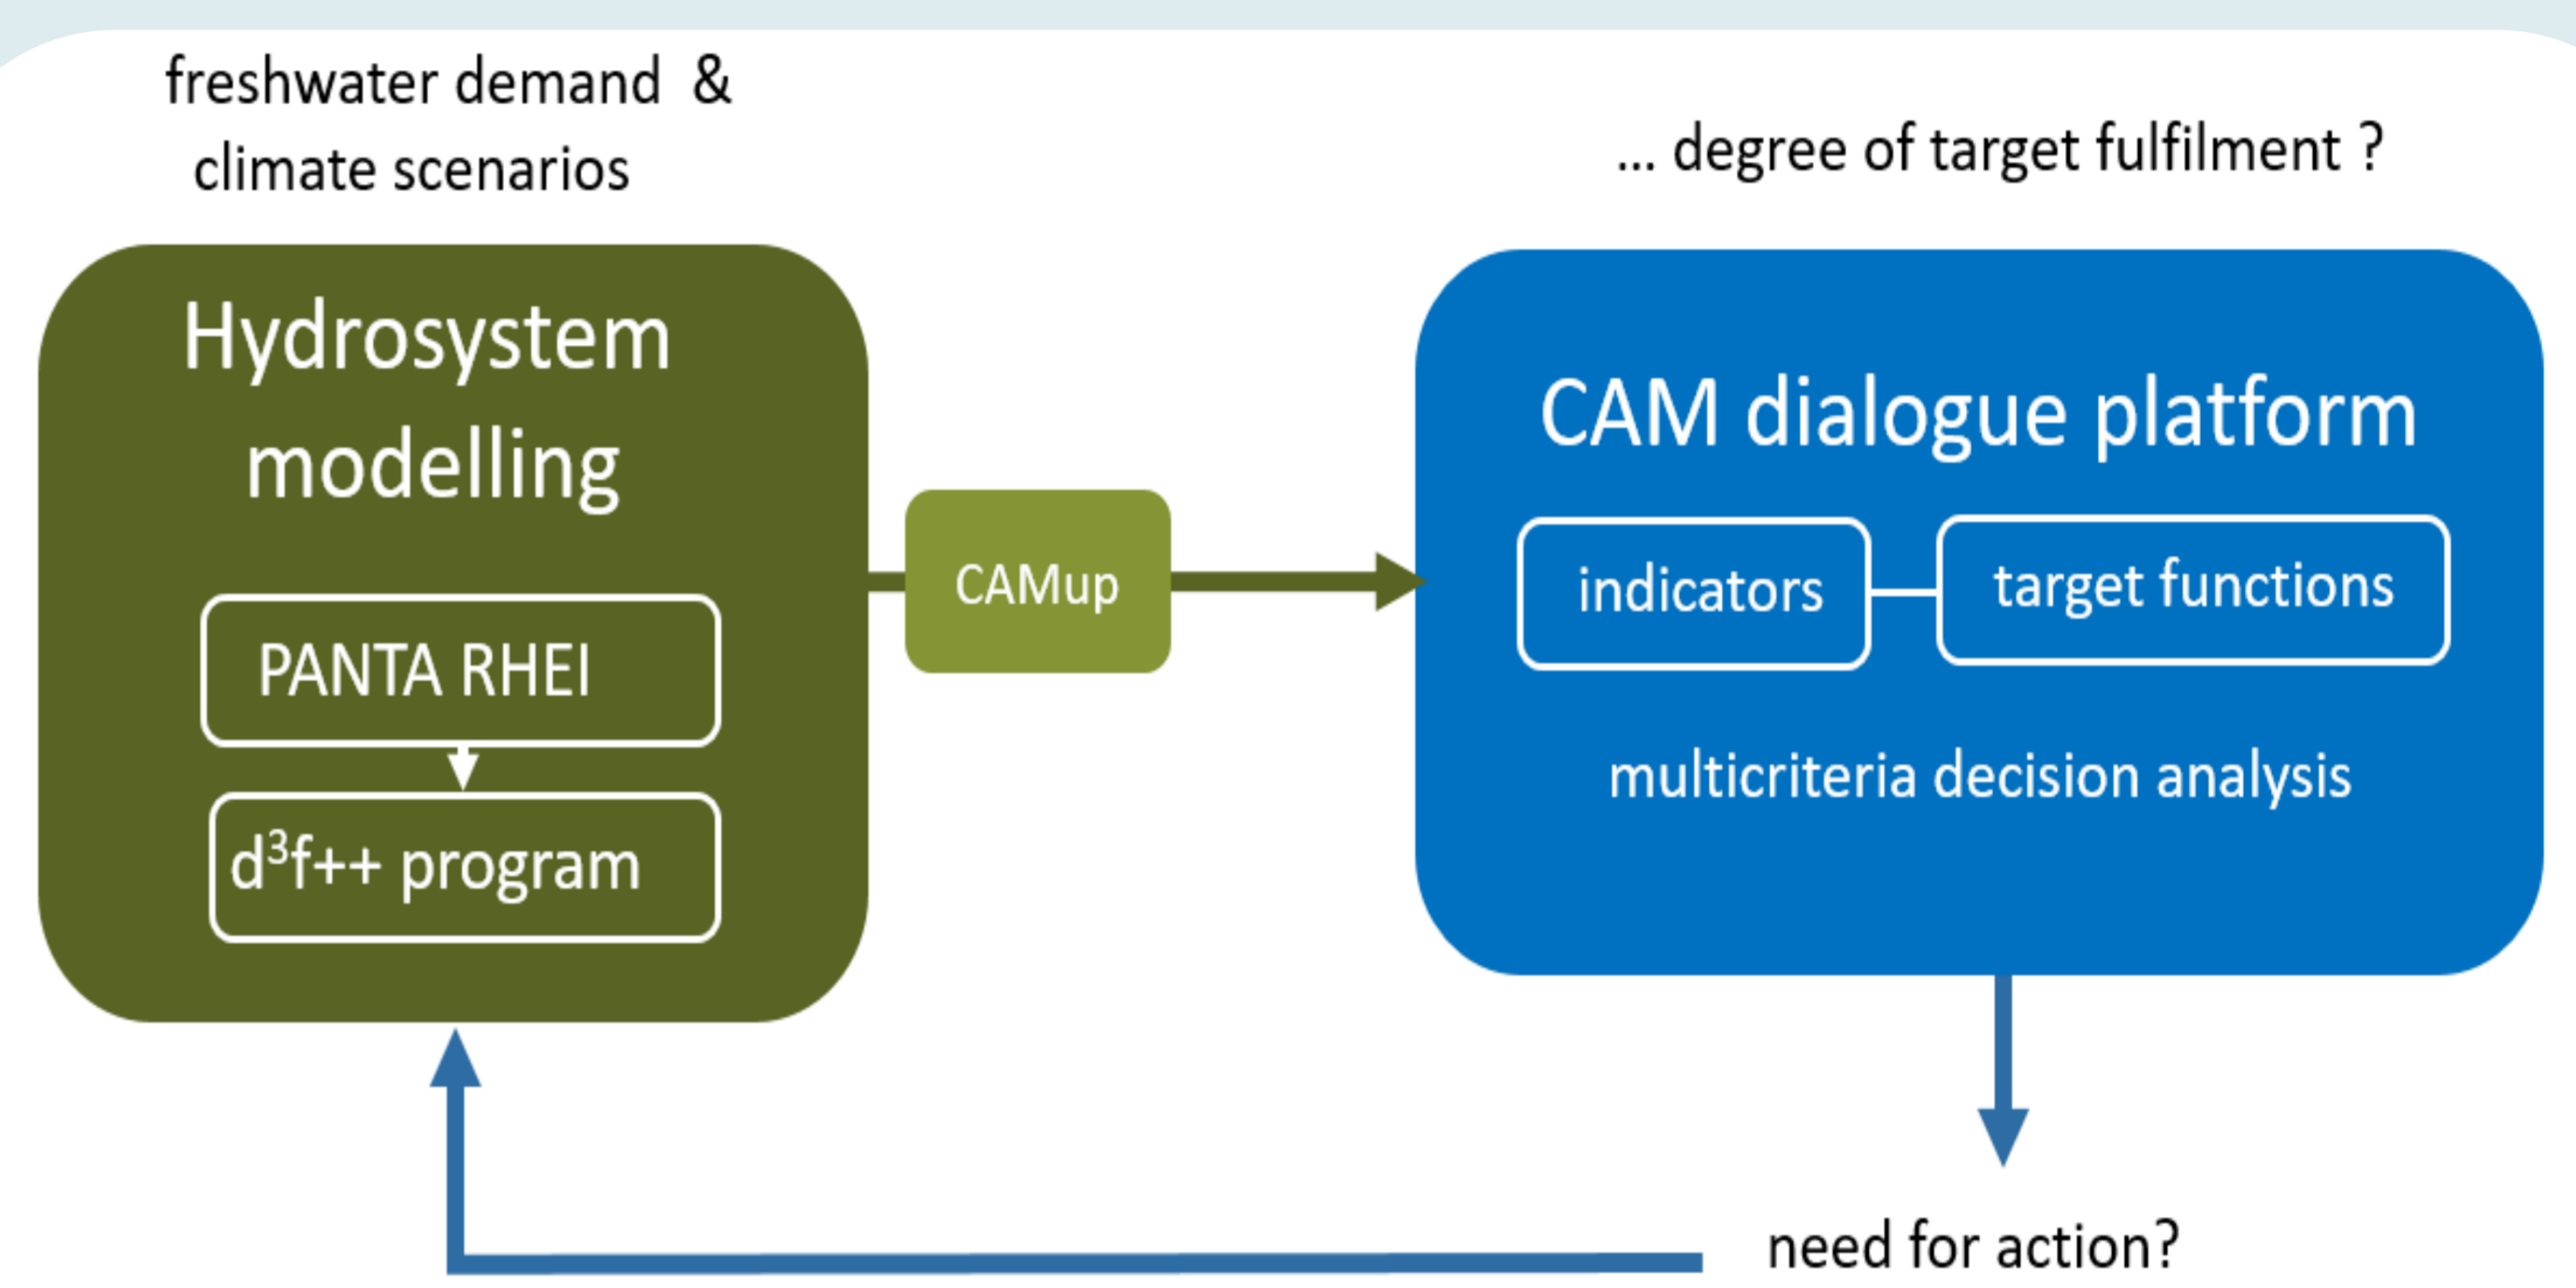 freshwater demand &
climate scenarios
Hydrosystem
modelling
PANTA RHEI
d³f++ program
CAMup
... degree of target fulfilment ?
CAM dialogue platform
indicators
target functions
multicriteria decision analysis
need for action?